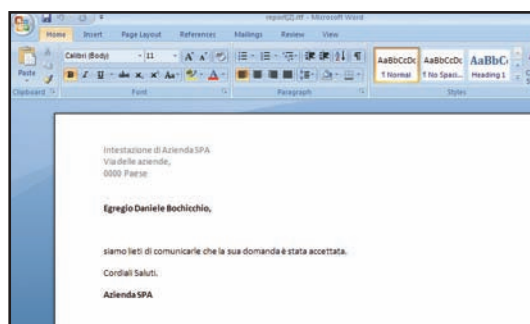 report(2).rtf - Microsoft Word
Home Insert Page Layout References Mailings Review View
Calibri (Body) 11
Paste
AaBbCcDc AaBbCcDc AaBbC
¶ Normal ¶ No Spaci... Heading 1
Clipboard Font Paragraph Styles
Intestazione di Azienda SPA
Via delle aziende,
0000 Paese
Egregio Daniele Bochicchio,
siamo lieti di comunicarle che la sua domanda è stata accettata.
Cordiali Saluti.
Azienda SPA